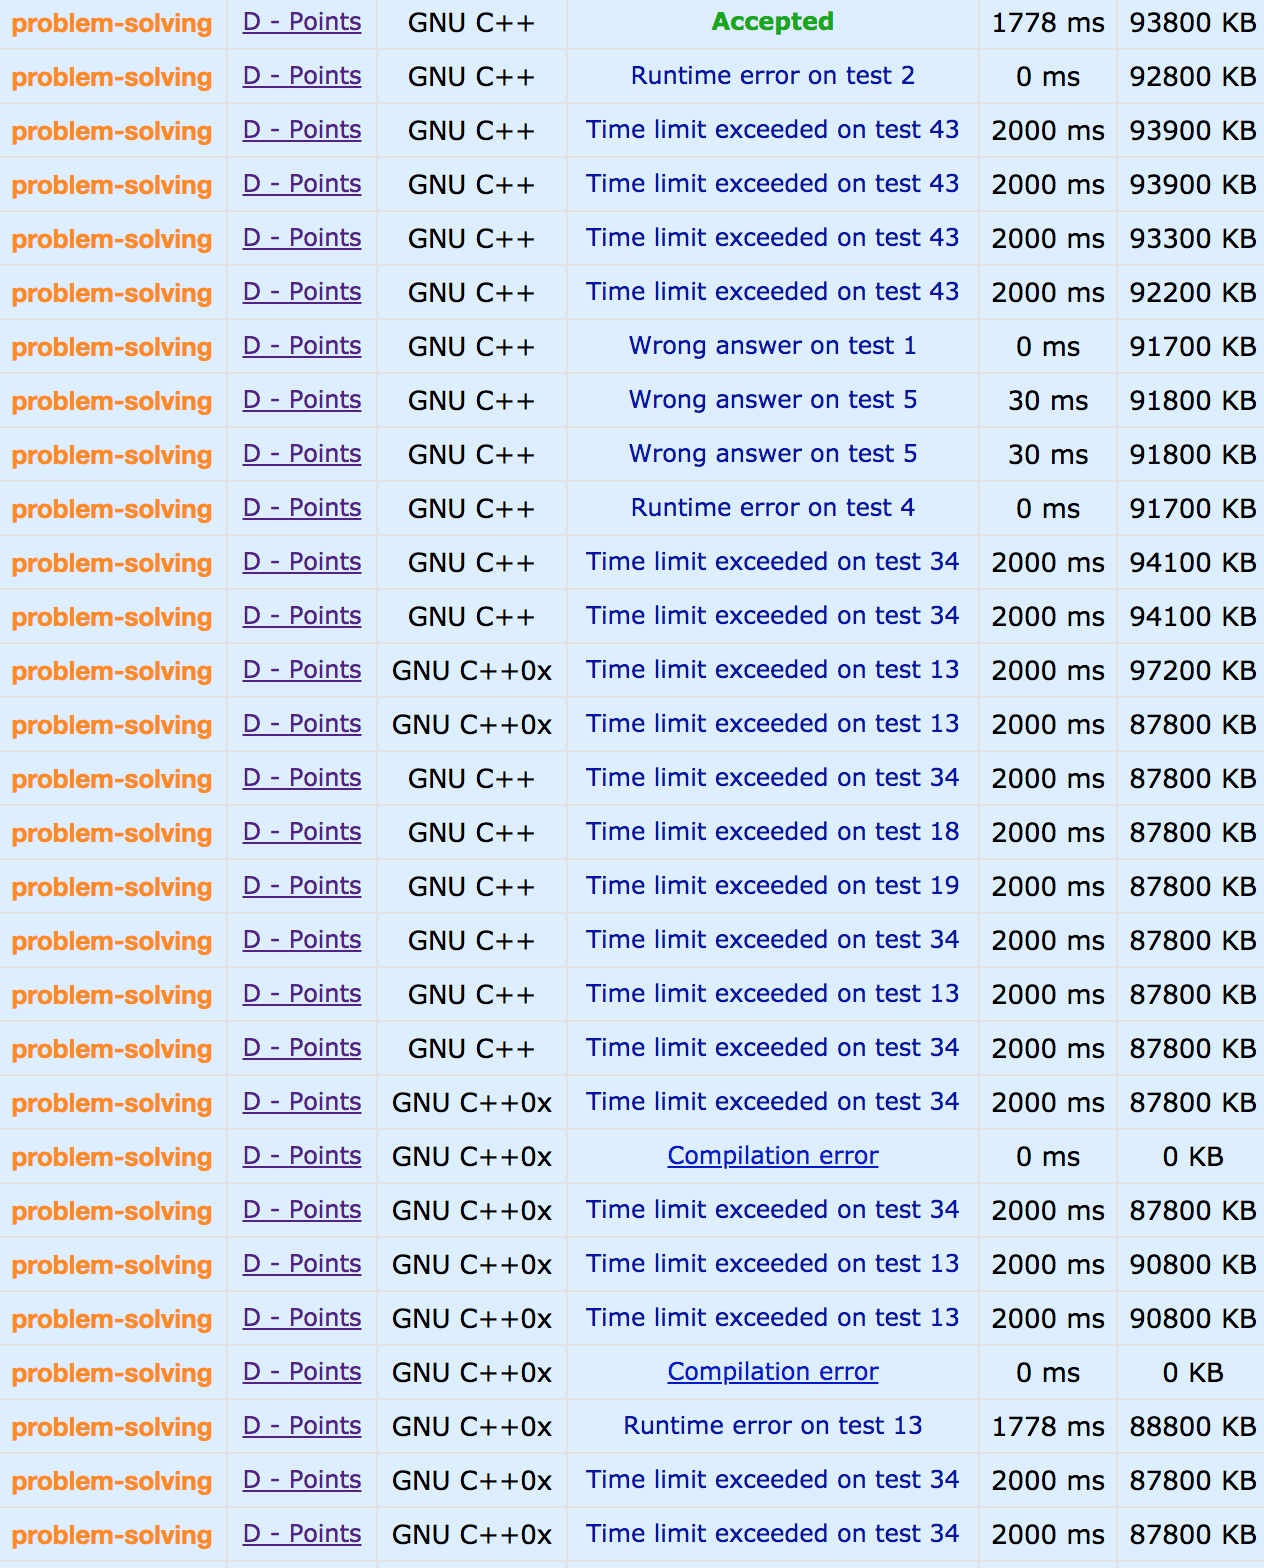 problem-solving D - Points GNU C++ Accepted 1778 ms 93800 KB
problem-solving D - Points GNU C++ Runtime error on test 2 0 ms 92800 KB
problem-solving D - Points GNU C++ Time limit exceeded on test 43 2000 ms 93900 KB
problem-solving D - Points GNU C++ Time limit exceeded on test 43 2000 ms 93900 KB
problem-solving D - Points GNU C++ Time limit exceeded on test 43 2000 ms 93300 KB
problem-solving D - Points GNU C++ Time limit exceeded on test 43 2000 ms 92200 KB
problem-solving D - Points GNU C++ Wrong answer on test 1 0 ms 91700 KB
problem-solving D - Points GNU C++ Wrong answer on test 5 30 ms 91800 KB
problem-solving D - Points GNU C++ Wrong answer on test 5 30 ms 91800 KB
problem-solving D - Points GNU C++ Runtime error on test 4 0 ms 91700 KB
problem-solving D - Points GNU C++ Time limit exceeded on test 34 2000 ms 94100 KB
problem-solving D - Points GNU C++ Time limit exceeded on test 34 2000 ms 94100 KB
problem-solving D - Points GNU C++0x Time limit exceeded on test 13 2000 ms 97200 KB
problem-solving D - Points GNU C++0x Time limit exceeded on test 13 2000 ms 87800 KB
problem-solving D - Points GNU C++ Time limit exceeded on test 34 2000 ms 87800 KB
problem-solving D - Points GNU C++ Time limit exceeded on test 18 2000 ms 87800 KB
problem-solving D - Points GNU C++ Time limit exceeded on test 19 2000 ms 87800 KB
problem-solving D - Points GNU C++ Time limit exceeded on test 34 2000 ms 87800 KB
problem-solving D - Points GNU C++ Time limit exceeded on test 13 2000 ms 87800 KB
problem-solving D - Points GNU C++ Time limit exceeded on test 34 2000 ms 87800 KB
problem-solving D - Points GNU C++0x Time limit exceeded on test 34 2000 ms 87800 KB
problem-solving D - Points GNU C++0x Compilation error 0 ms 0 KB
problem-solving D - Points GNU C++0x Time limit exceeded on test 34 2000 ms 87800 KB
problem-solving D - Points GNU C++0x Time limit exceeded on test 13 2000 ms 90800 KB
problem-solving D - Points GNU C++0x Time limit exceeded on test 13 2000 ms 90800 KB
problem-solving D - Points GNU C++0x Compilation error 0 ms 0 KB
problem-solving D - Points GNU C++0x Runtime error on test 13 1778 ms 88800 KB
problem-solving D - Points GNU C++0x Time limit exceeded on test 34 2000 ms 87800 KB
problem-solving D - Points GNU C++0x Time limit exceeded on test 34 2000 ms 87800 KB